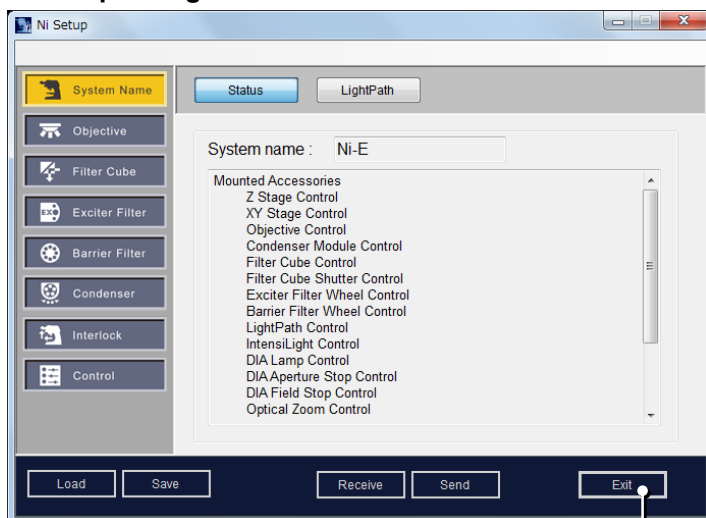 Ni Setup
System Name
Objective
Filter Cube
EXC Exciter Filter
Barrier Filter
Condenser
Interlock
Control
Status LightPath
System name : Ni-E
Mounted Accessories
Z Stage Control
XY Stage Control
Objective Control
Condenser Module Control
Filter Cube Control
Filter Cube Shutter Control
Exciter Filter Wheel Control
Barrier Filter Wheel Control
LightPath Control
IntensiLight Control
DIA Lamp Control
DIA Aperture Stop Control
DIA Field Stop Control
Optical Zoom Control
Load Save Receive Send Exit